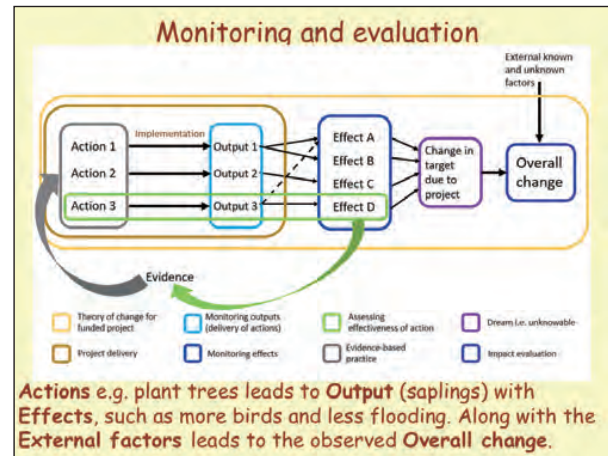 Monitoring and evaluation
External known
and unknown
factors
Implementation
Action 1
Output 1
Effect A
Action 2
Output 2
Effect B
Action 3
Output 3
Effect C
Effect D
Change in
target
due to
project
Overall
change
Evidence
Theory of change for
funded project
Monitoring outputs
(delivery of actions)
Assessing
effectiveness of action
Dream i.e. unknowable
Project delivery
Monitoring effects
Evidence-based
practice
Impact evaluation
Actions e.g. plant trees leads to Output (saplings) with
Effects, such as more birds and less flooding. Along with the
External factors leads to the observed Overall change.